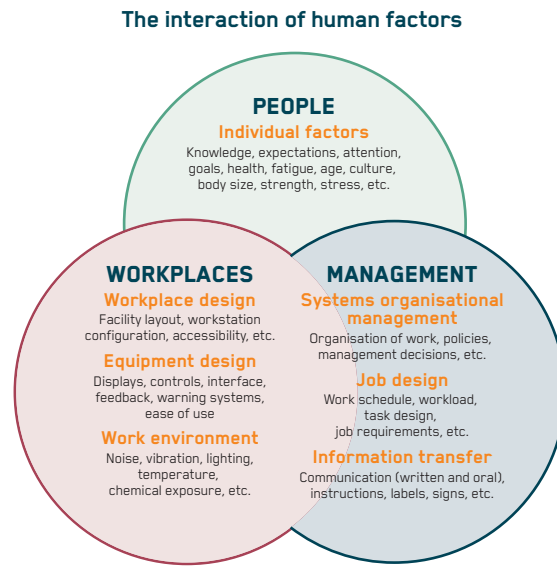 The interaction of human factors
PEOPLE
Individual factors
Knowledge, expectations, attention,
goals, health, fatigue, age, culture,
body size, strength, stress, etc.
WORKPLACES
Workplace design
Facility layout, workstation
configuration, accessibility, etc.
Equipment design
Displays, controls, interface,
feedback, warning systems,
ease of use
Work environment
Noise, vibration, lighting,
temperature,
chemical exposure, etc.
MANAGEMENT
Systems organisational
management
Organisation of work, policies,
management decisions, etc.
Job design
Work schedule, workload,
task design,
job requirements, etc.
Information transfer
Communication (written and oral),
instructions, labels, signs, etc.